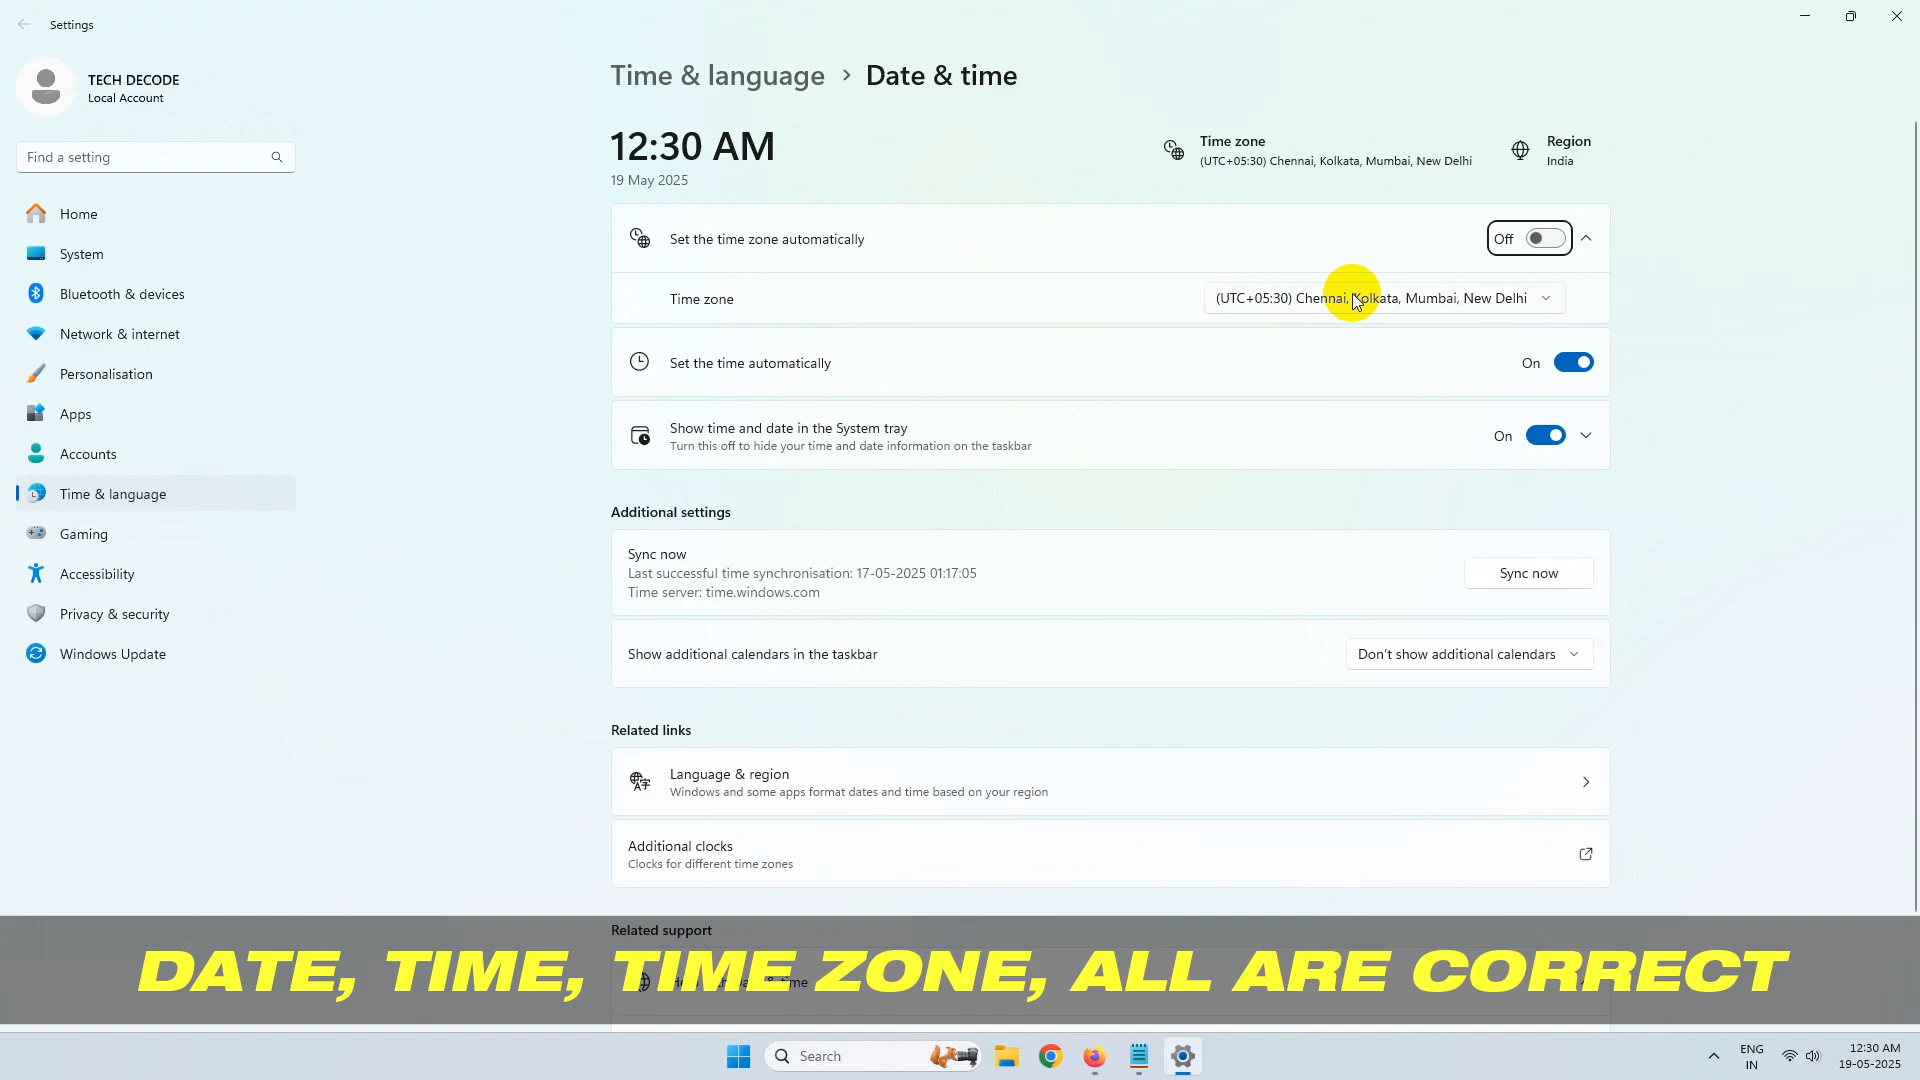 Settings
TECH DECODE
Local Account
Find a setting
Home
System
Bluetooth & devices
Network & internet
Personalisation
Apps
Accounts
Time & language
Gaming
Accessibility
Privacy & security
Windows Update
Time & language > Date & time
12:30 AM
19 May 2025
Time zone
(UTC+05:30) Chennai, Kolkata, Mumbai, New Delhi
Region
India
Set the time zone automatically
Off
Time zone
(UTC+05:30) Chennai, Kolkata, Mumbai, New Delhi
Set the time automatically
On
Show time and date in the System tray
Turn this off to hide your time and date information on the taskbar
On
Additional settings
Sync now
Last successful time synchronisation: 17-05-2025 01:17:05
Time server: time.windows.com
Sync now
Show additional calendars in the taskbar
Don't show additional calendars
Related links
Language & region
Windows and some apps format dates and time based on your region
Additional clocks
Clocks for different time zones
Related support
DATE, TIME, TIME ZONE, ALL ARE CORRECT
Search
ENG
IN
12:30 AM
19-05-2025